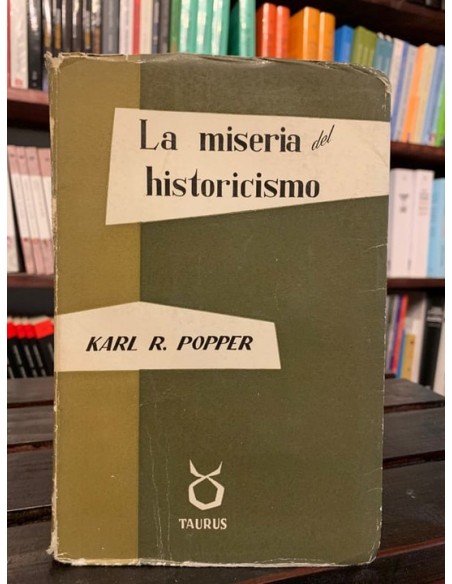 La miseria del
historicismo
KARL R. POPPER
TAURUS